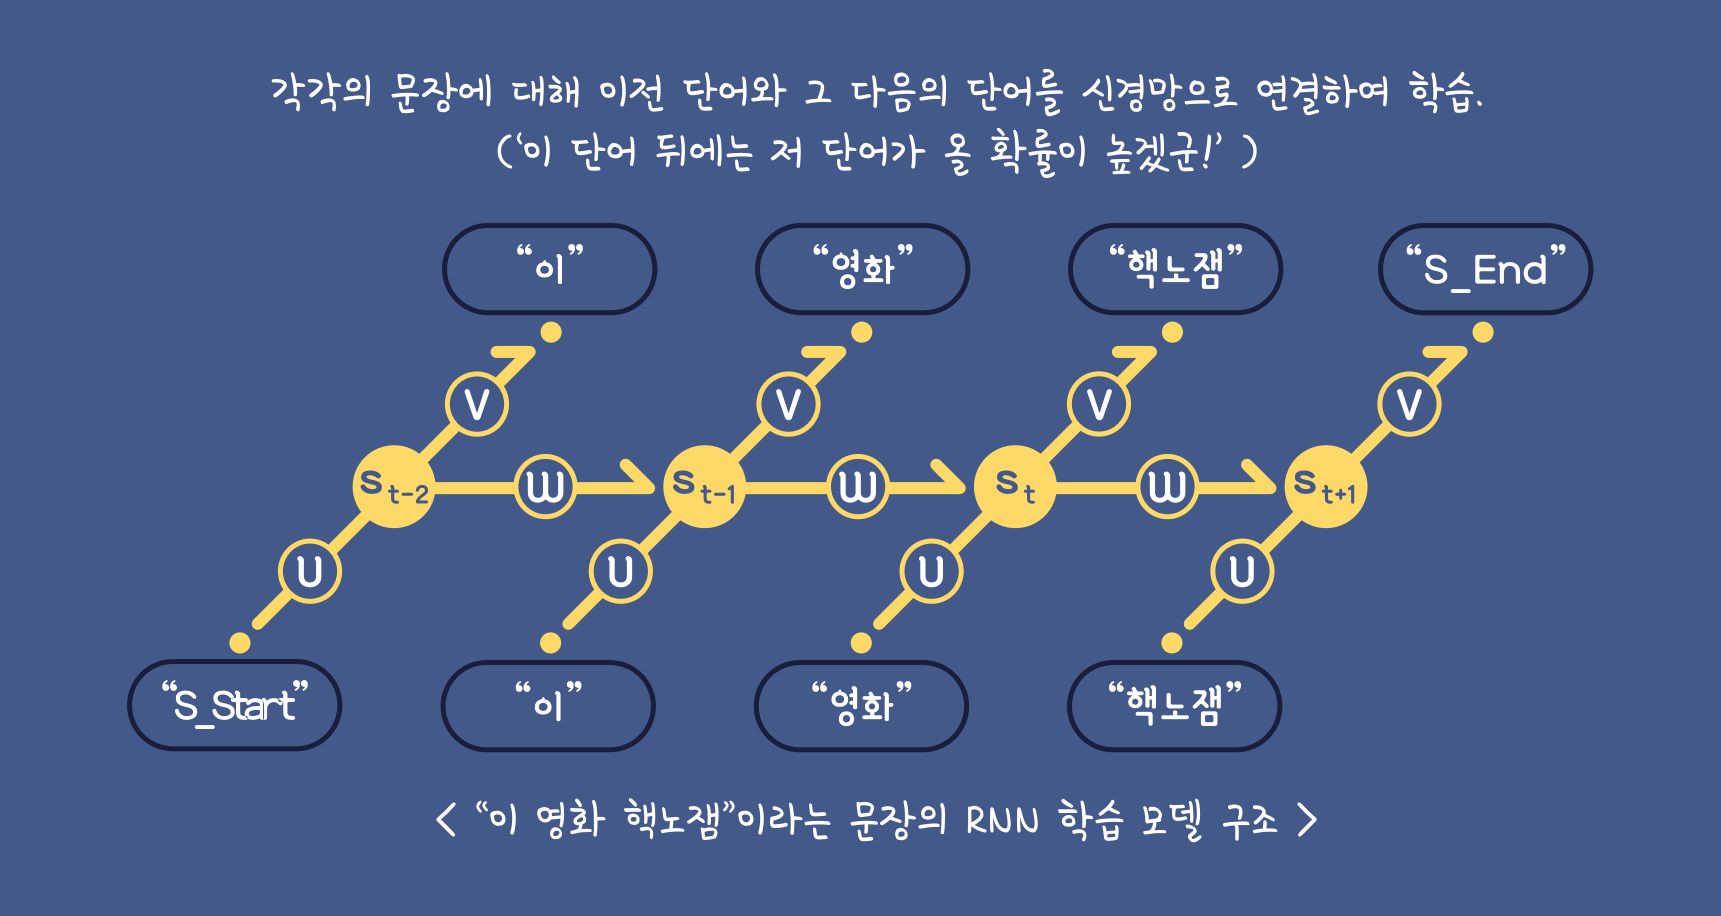 각각의 문장에 대해 이전 단어와 그 다음의 단어를 신경망으로 연결하여 학습.
(‘이 단어 뒤에는 저 단어가 올 확률이 높겠군!’ )
“이” “영화” “핵노잼” “S_End”
V V V V
S t-2 W S t-1 W S t W S t+1
U U U U
“S_Start” “이” “영화” “핵노잼”
< “이 영화 핵노잼”이라는 문장의 RNN 학습 모델 구조 >